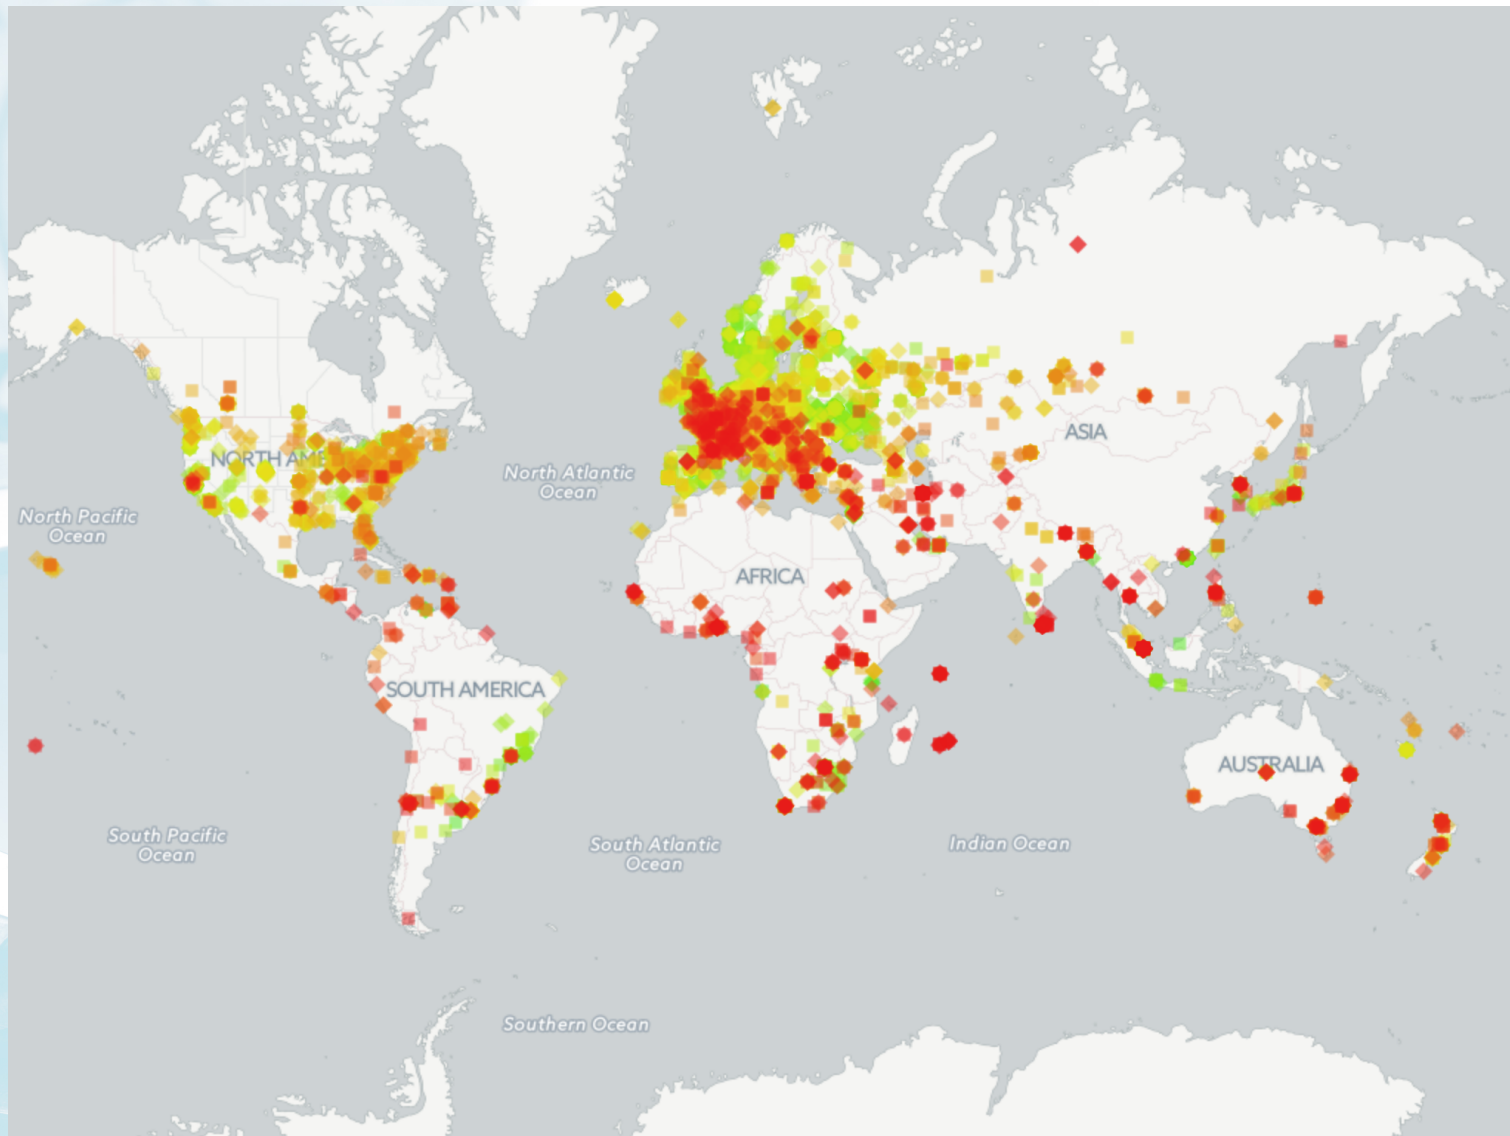 NORTH AME
North Atlantic
Ocean
ASIA
North Pacific
Ocean
AFRICA
SOUTH AMERICA
AUSTRALIA
South Pacific
Ocean
South Atlantic
Ocean
Indian Ocean
Southern Ocean